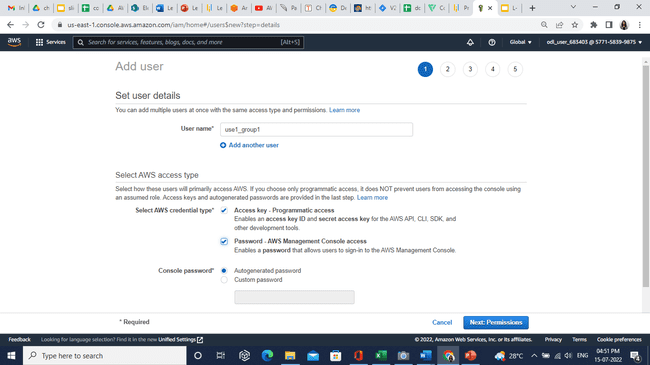 us-east-1.console.aws.amazon.com/iam/home#/users$new?step=details
aws
Services
Search for services, features, blogs, docs, and more
[Alt+S]
Global
odl_user_683403 @ 5771-5839-9875
Add user
1 2 3 4 5
Set user details
You can add multiple users at once with the same access type and permissions. Learn more
User name*
use1_group1
Add another user
Select AWS access type
Select how these users will primarily access AWS. If you choose only programmatic access, it does NOT prevent users from accessing the console using
an assumed role. Access keys and autogenerated passwords are provided in the last step. Learn more
Select AWS credential type*
Access key - Programmatic access
Enables an access key ID and secret access key for the AWS API, CLI, SDK, and
other development tools.
Password - AWS Management Console access
Enables a password that allows users to sign-in to the AWS Management Console.
Console password*
Autogenerated password
Custom password
* Required
Cancel
Next: Permissions
Feedback
Looking for language selection? Find it in the new Unified Settings
© 2022, Amazon Web Services, Inc. or its affiliates.
Privacy
Terms
Cookie preferences
Type here to search
28°C
ENG
04:51 PM
15-07-2022